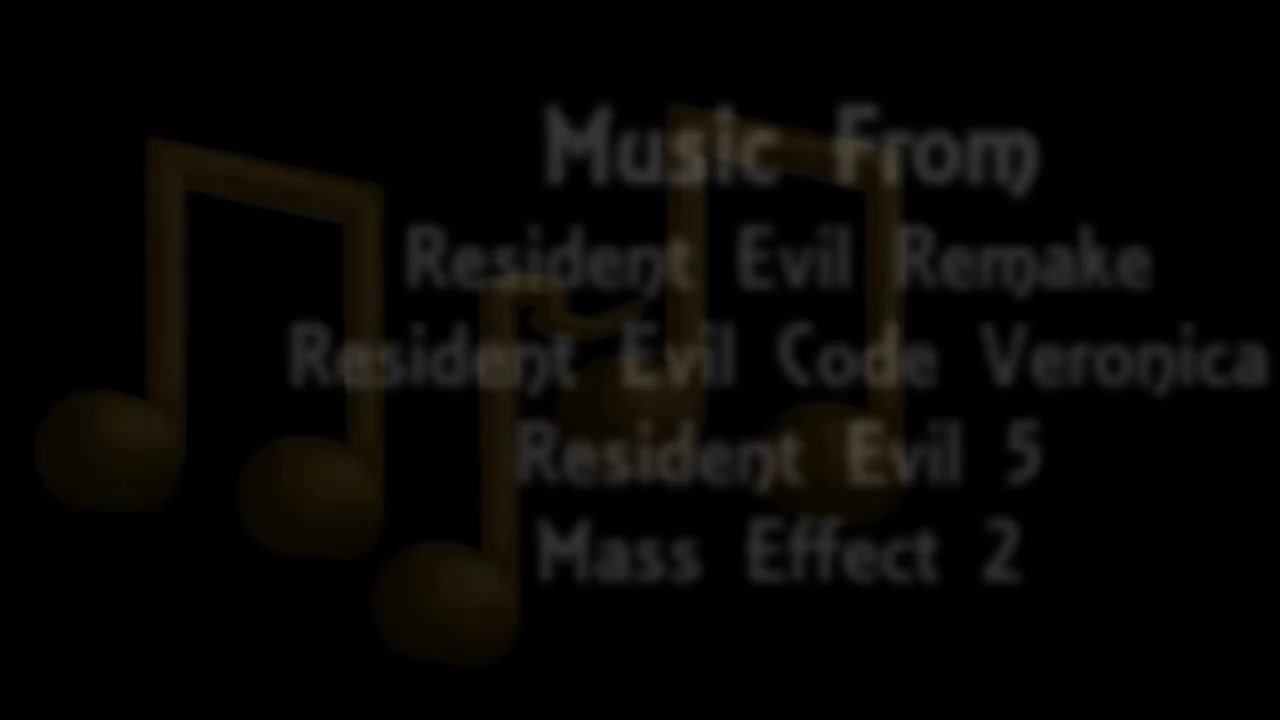 Music From
Resident Evil Remake
Resident Evil Code Veronica
Resident Evil 5
Mass Effect 2